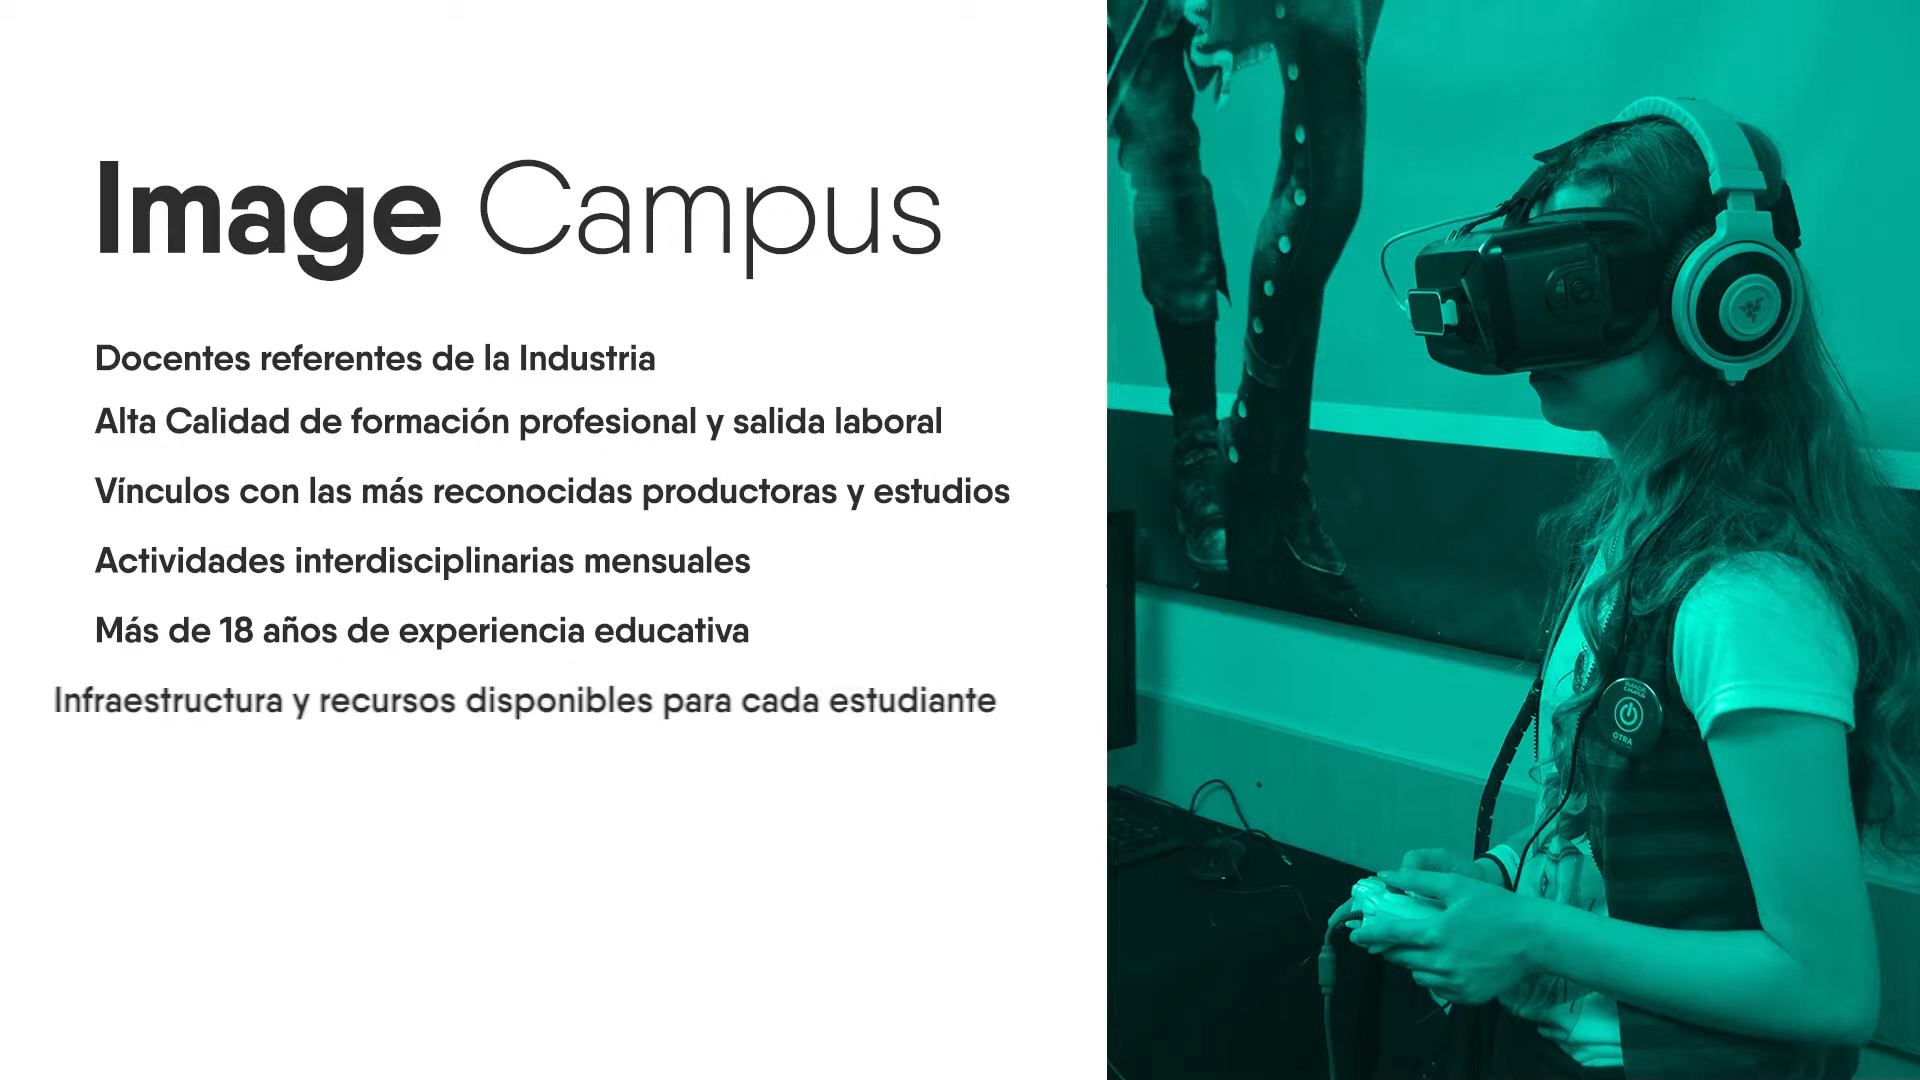 Image Campus
Docentes referentes de la Industria
Alta Calidad de formación profesional y salida laboral
Vínculos con las más reconocidas productoras y estudios
Actividades interdisciplinarias mensuales
Más de 18 años de experiencia educativa
Infraestructura y recursos disponibles para cada estudiante
OTRA